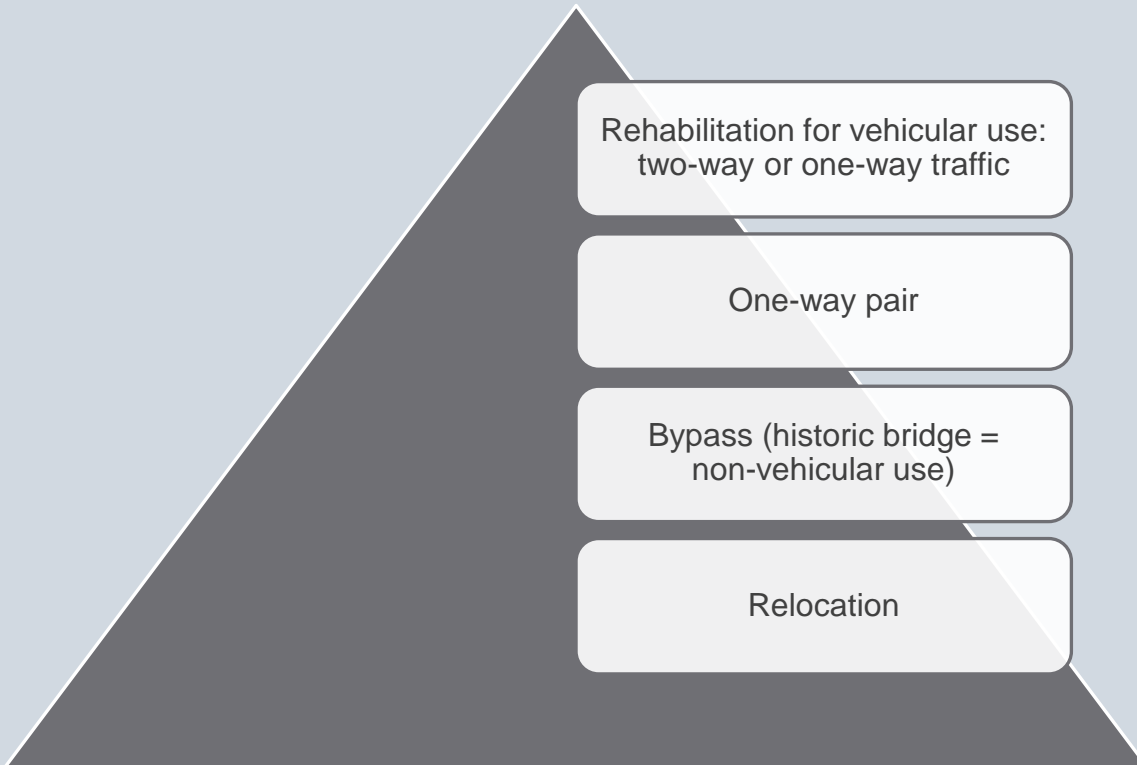 Rehabilitation for vehicular use:
two-way or one-way traffic
One-way pair
Bypass (historic bridge =
non-vehicular use)
Relocation